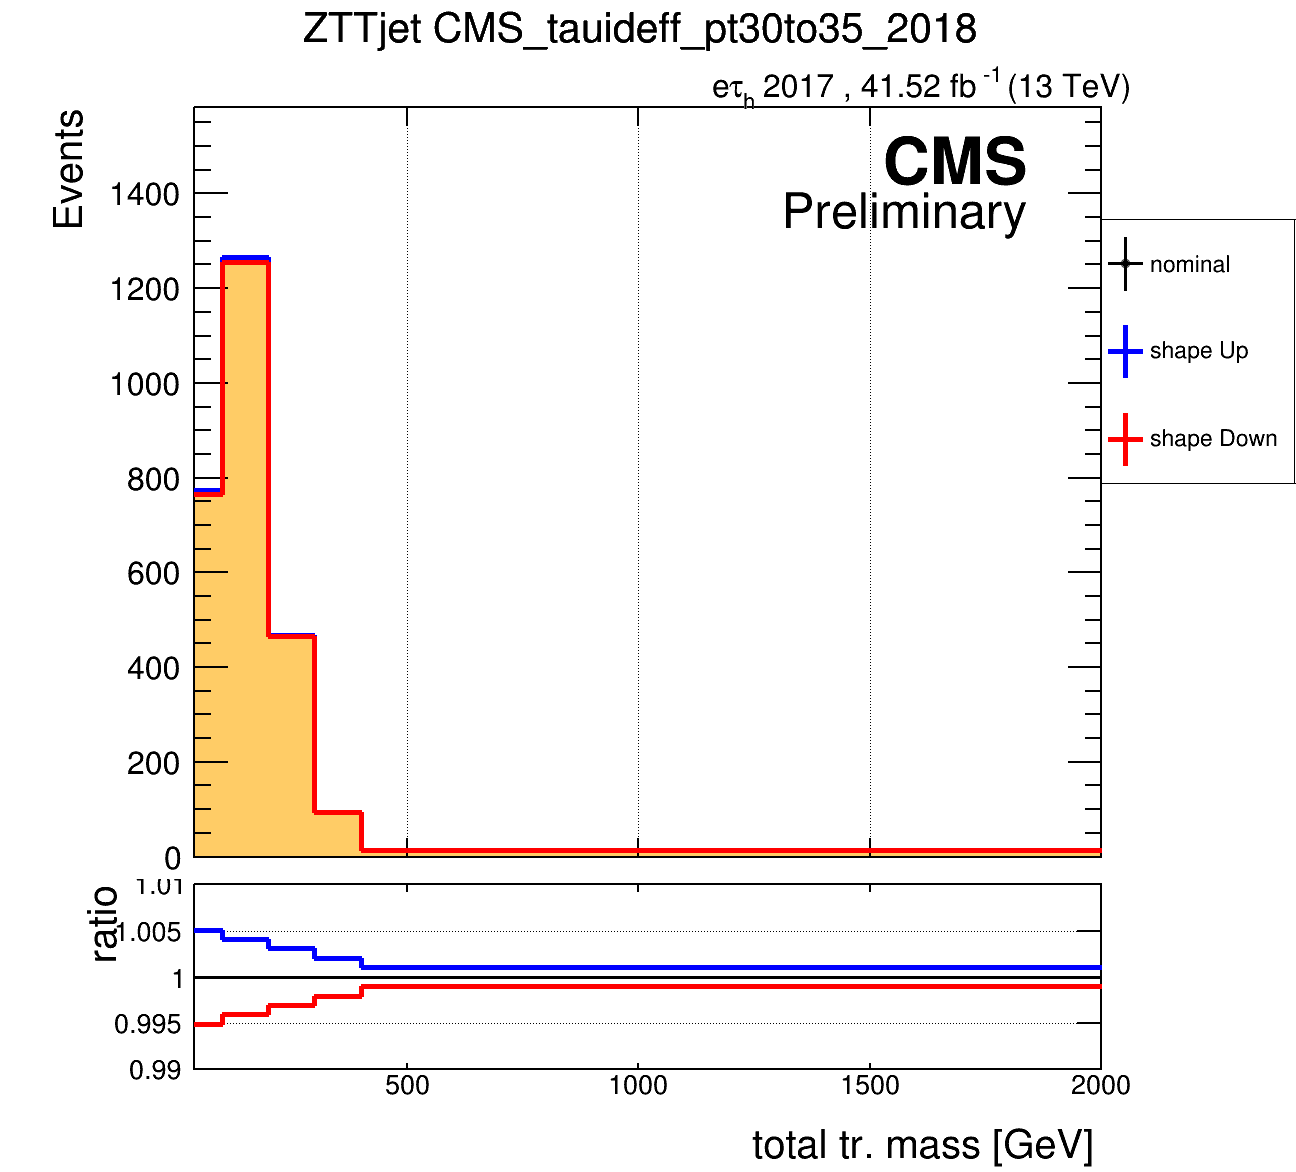 ZTTjet CMS_tauideff_pt30to35_2018
eτh 2017 , 41.52 fb-1 (13 TeV)
Events
CMS
Preliminary
1400
1200
1000
800
600
400
200
0
nominal
shape Up
shape Down
ratio
1.01
1.005
1
0.995
0.99
500 1000 1500 2000
total tr. mass [GeV]